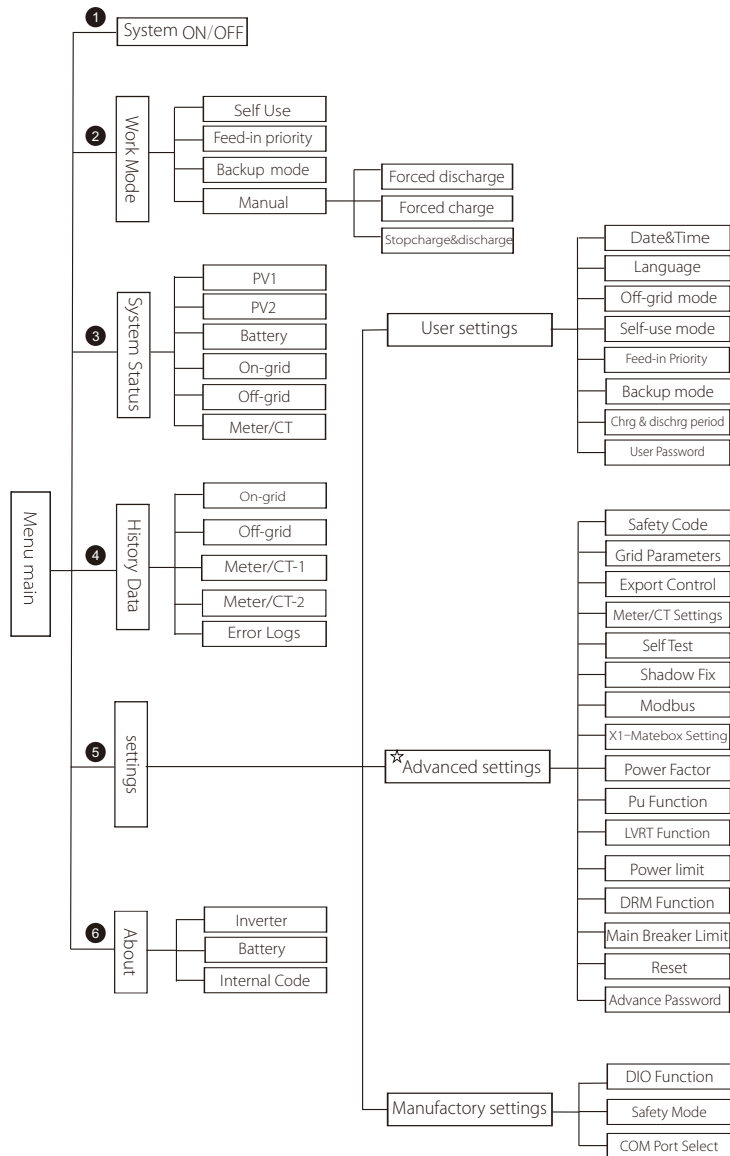 Menu main
1
System ON/OFF
2
Work Mode
Self Use
Feed-in priority
Backup mode
Manual
Forced discharge
Forced charge
Stopcharge&discharge
3
System Status
PV1
PV2
Battery
On-grid
Off-grid
Meter/CT
4
History Data
On-grid
Off-grid
Meter/CT-1
Meter/CT-2
Error Logs
5
settings
User settings
Date&Time
Language
Off-grid mode
Self-use mode
Feed-in Priority
Backup mode
Chrg & dischrg period
User Password
☆Advanced settings
Safety Code
Grid Parameters
Export Control
Meter/CT Settings
Self Test
Shadow Fix
Modbus
X1-Matebox Setting
Power Factor
Pu Function
LVRT Function
Power limit
DRM Function
Main Breaker Limit
Reset
Advance Password
Manufactory settings
DIO Function
Safety Mode
COM Port Select
6
About
Inverter
Battery
Internal Code